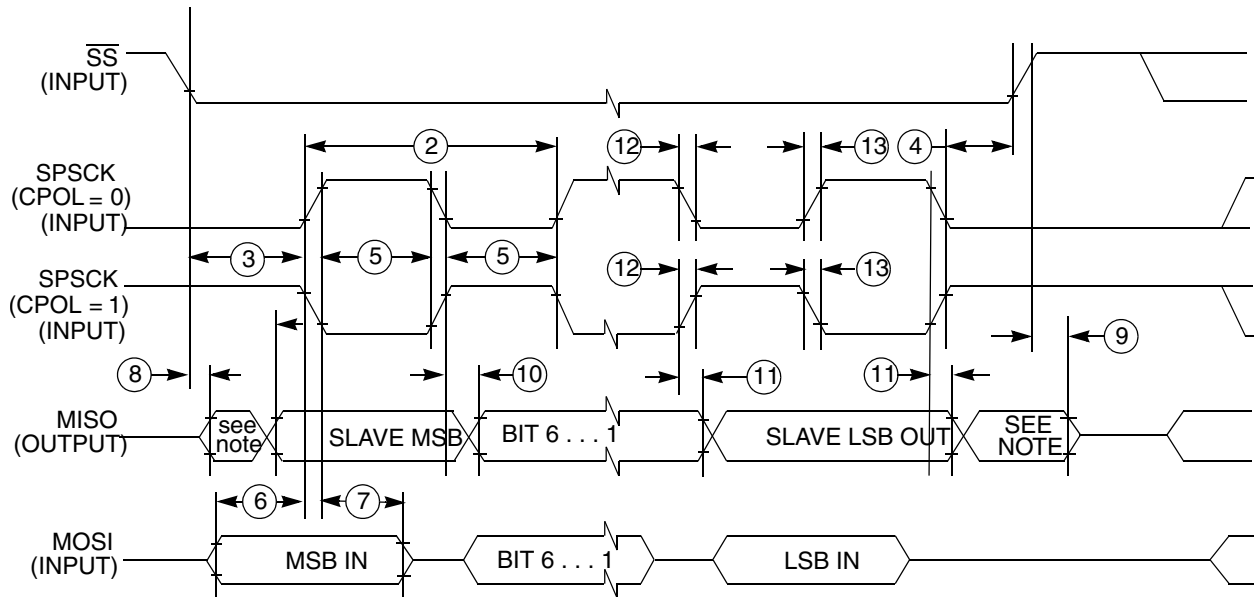 SS
(INPUT)
2
12
13
4
SPSCK
(CPOL = 0)
(INPUT)
3
5
5
12
13
SPSCK
(CPOL = 1)
(INPUT)
8
10
11
11
9
MISO
(OUTPUT)
see
note
SLAVE MSB
BIT 6 . . . 1
SLAVE LSB OUT
SEE
NOTE
6
7
MOSI
(INPUT)
MSB IN
BIT 6 . . . 1
LSB IN